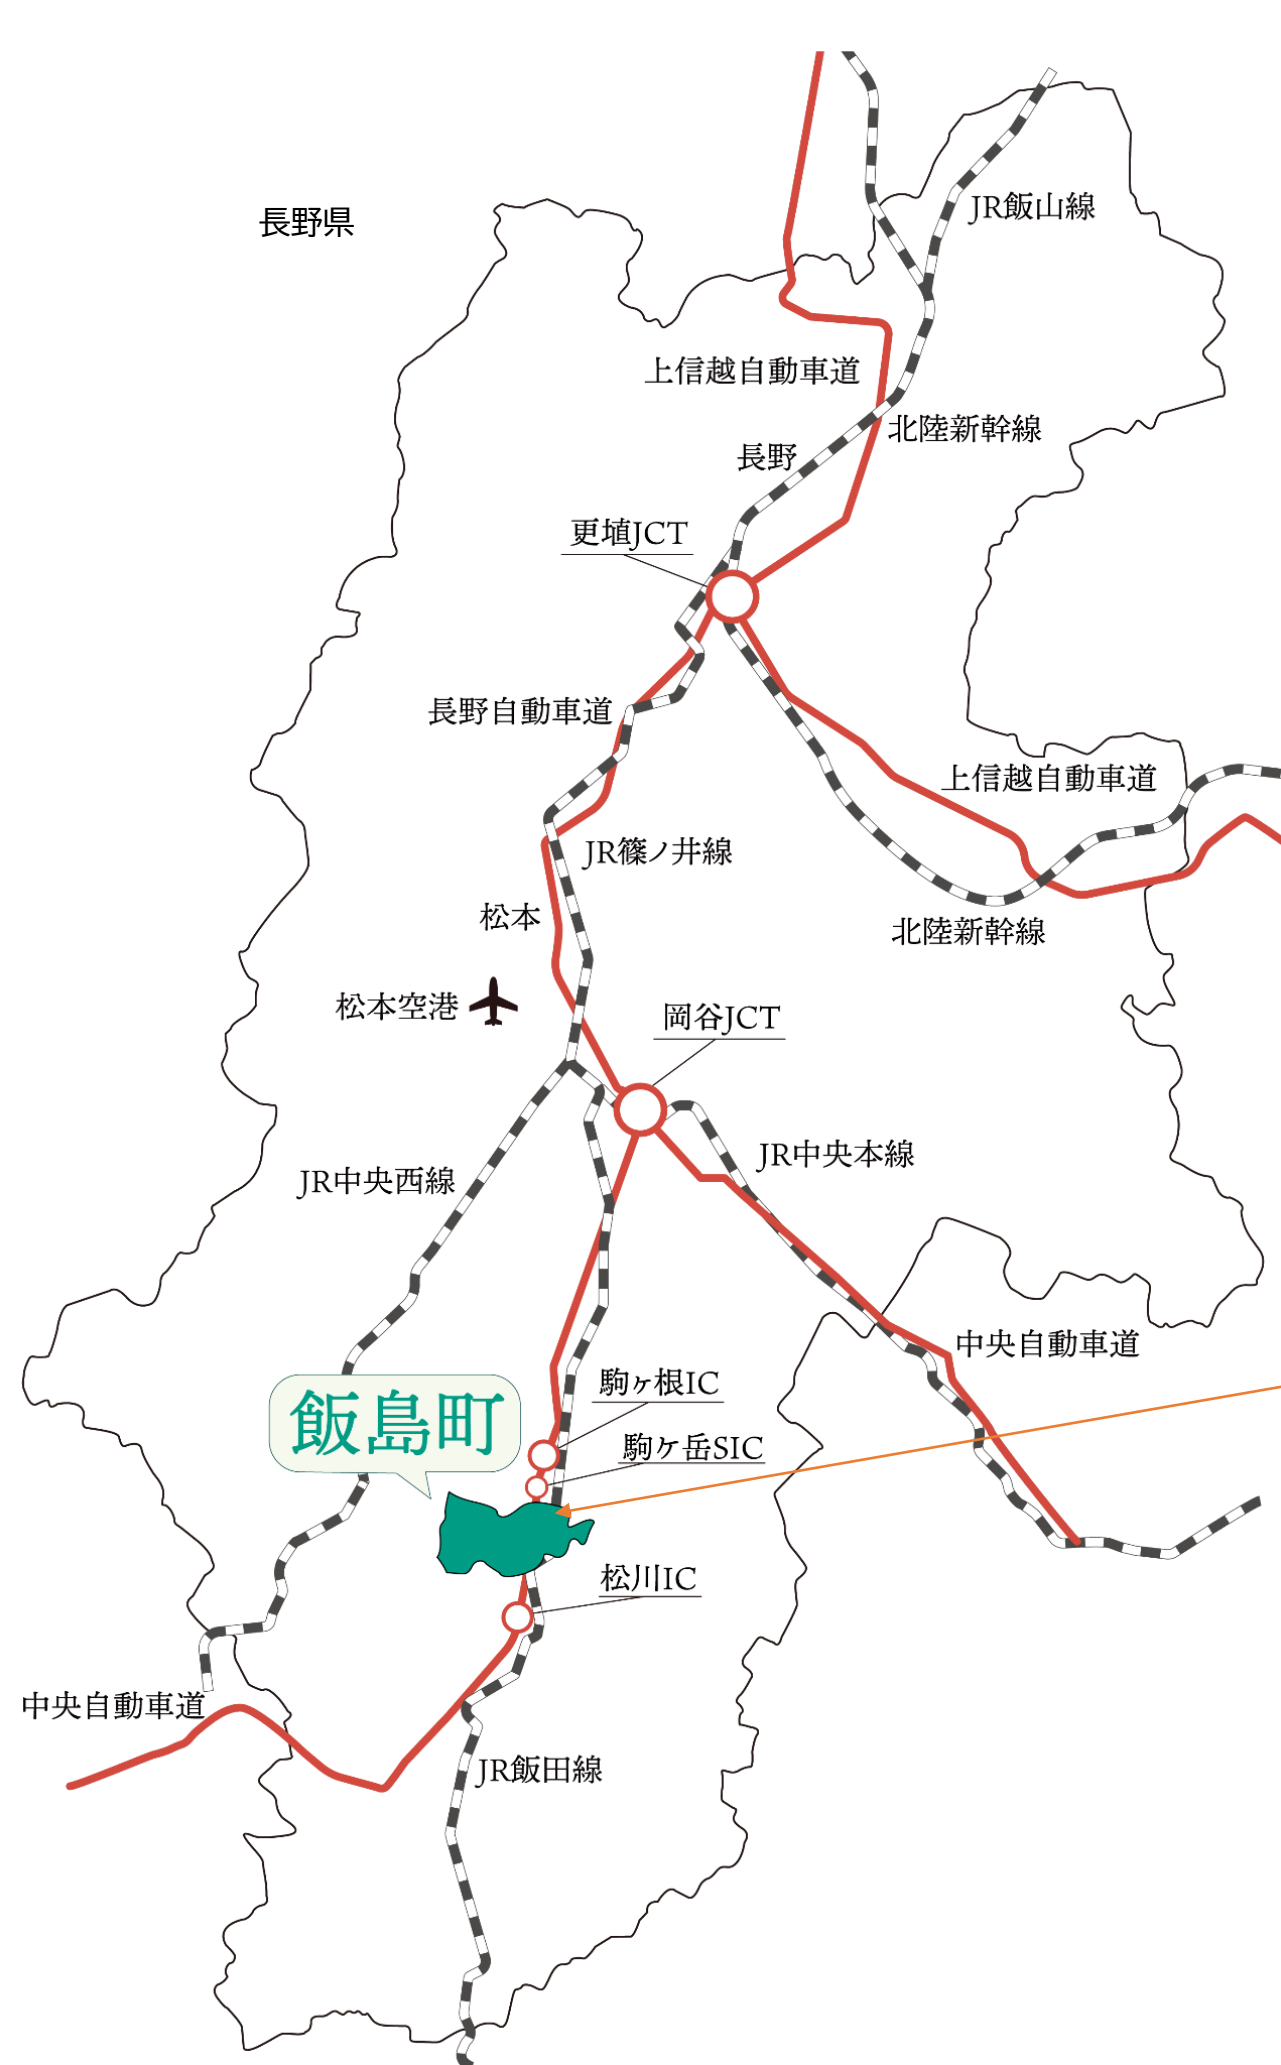 長野県
JR飯山線
上信越自動車道
北陸新幹線
長野
更埴JCT
長野自動車道
上信越自動車道
JR篠ノ井線
松本
北陸新幹線
松本空港
岡谷JCT
JR中央本線
JR中央西線
中央自動車道
駒ヶ根IC
飯島町
駒ケ岳SIC
松川IC
中央自動車道
JR飯田線